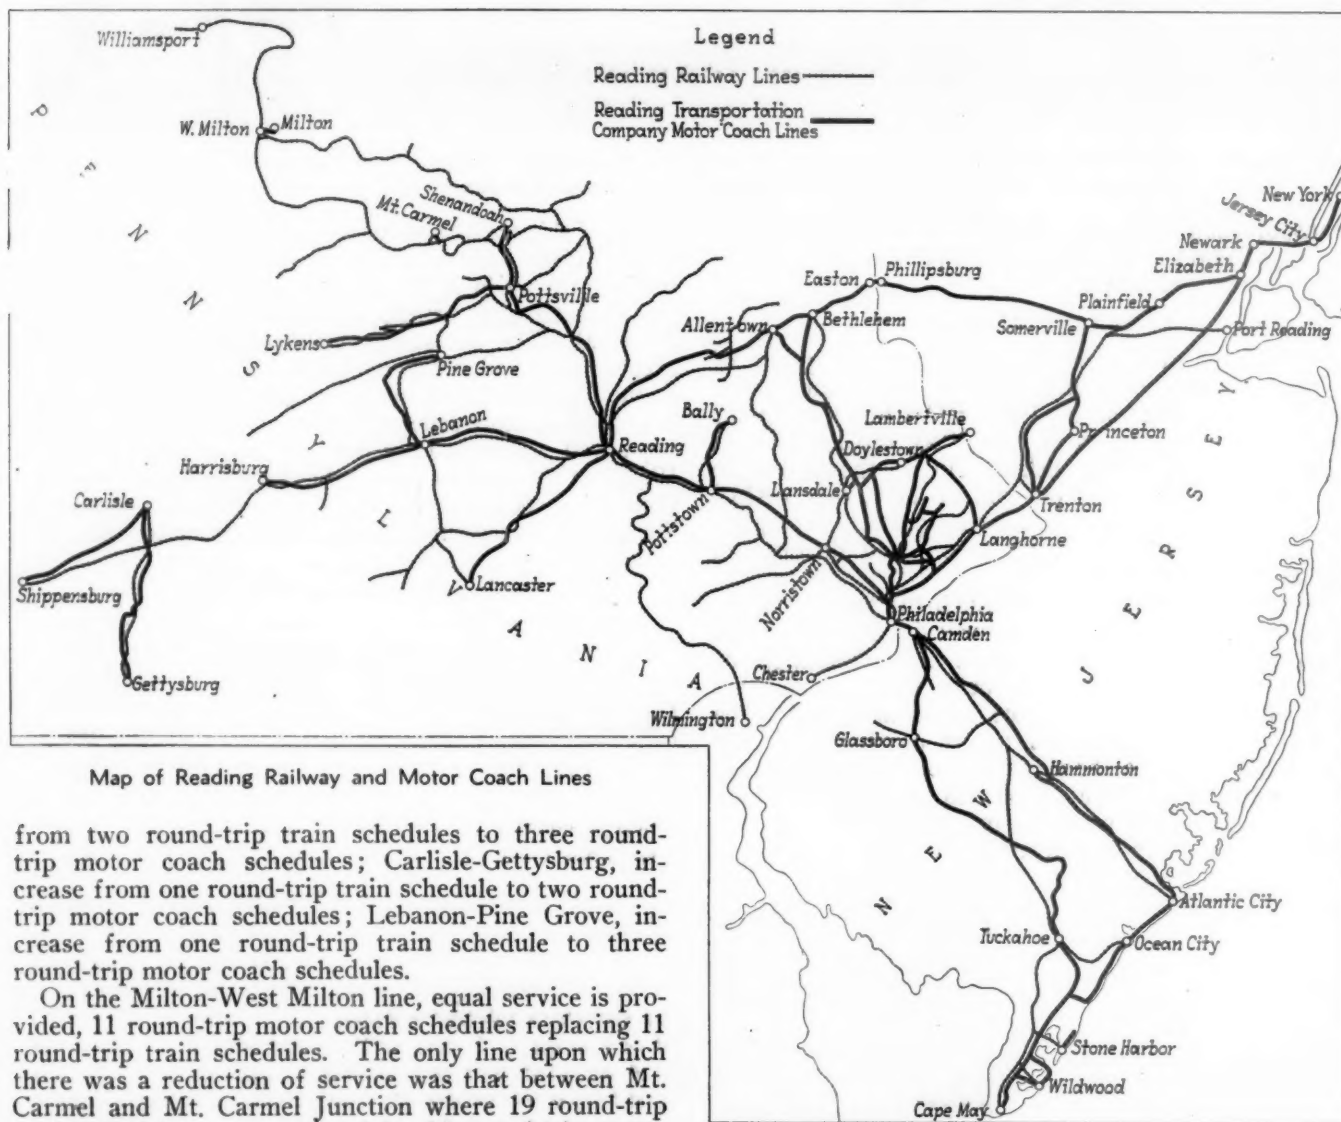 Legend
Reading Railway Lines
Reading Transportation
Company Motor Coach Lines
Williamsport
W. Milton
Milton
Shenandoah
Mt. Carmel
Pottsville
Lykens
Pine Grove
Lebanon
Harrisburg
Carlisle
Shippensburg
Gettysburg
Lancaster
Reading
Bally
Pottstown
Allentown
Bethlehem
Easton
Phillipsburg
Lambertville
Doylestown
Lansdale
Norristown
Langhorne
Trenton
Princeton
Somerville
Plainfield
Port Reading
Elizabeth
Newark
Jersey City
New York
Philadelphia
Camden
Chester
Wilmington
Glassboro
Hammonton
Atlantic City
Ocean City
Tuckahoe
Stone Harbor
Wildwood
Cape May
PENNSYLVANIA
NEW JERSEY
Map of Reading Railway and Motor Coach Lines
from two round-trip train schedules to three round-
trip motor coach schedules; Carlisle-Gettysburg, in-
crease from one round-trip train schedule to two round-
trip motor coach schedules; Lebanon-Pine Grove, in-
crease from one round-trip train schedule to three
round-trip motor coach schedules.
On the Milton-West Milton line, equal service is pro-
vided, 11 round-trip motor coach schedules replacing 11
round-trip train schedules. The only line upon which
there was a reduction of service was that between Mt.
Carmel and Mt. Carmel Junction where 19 round-trip